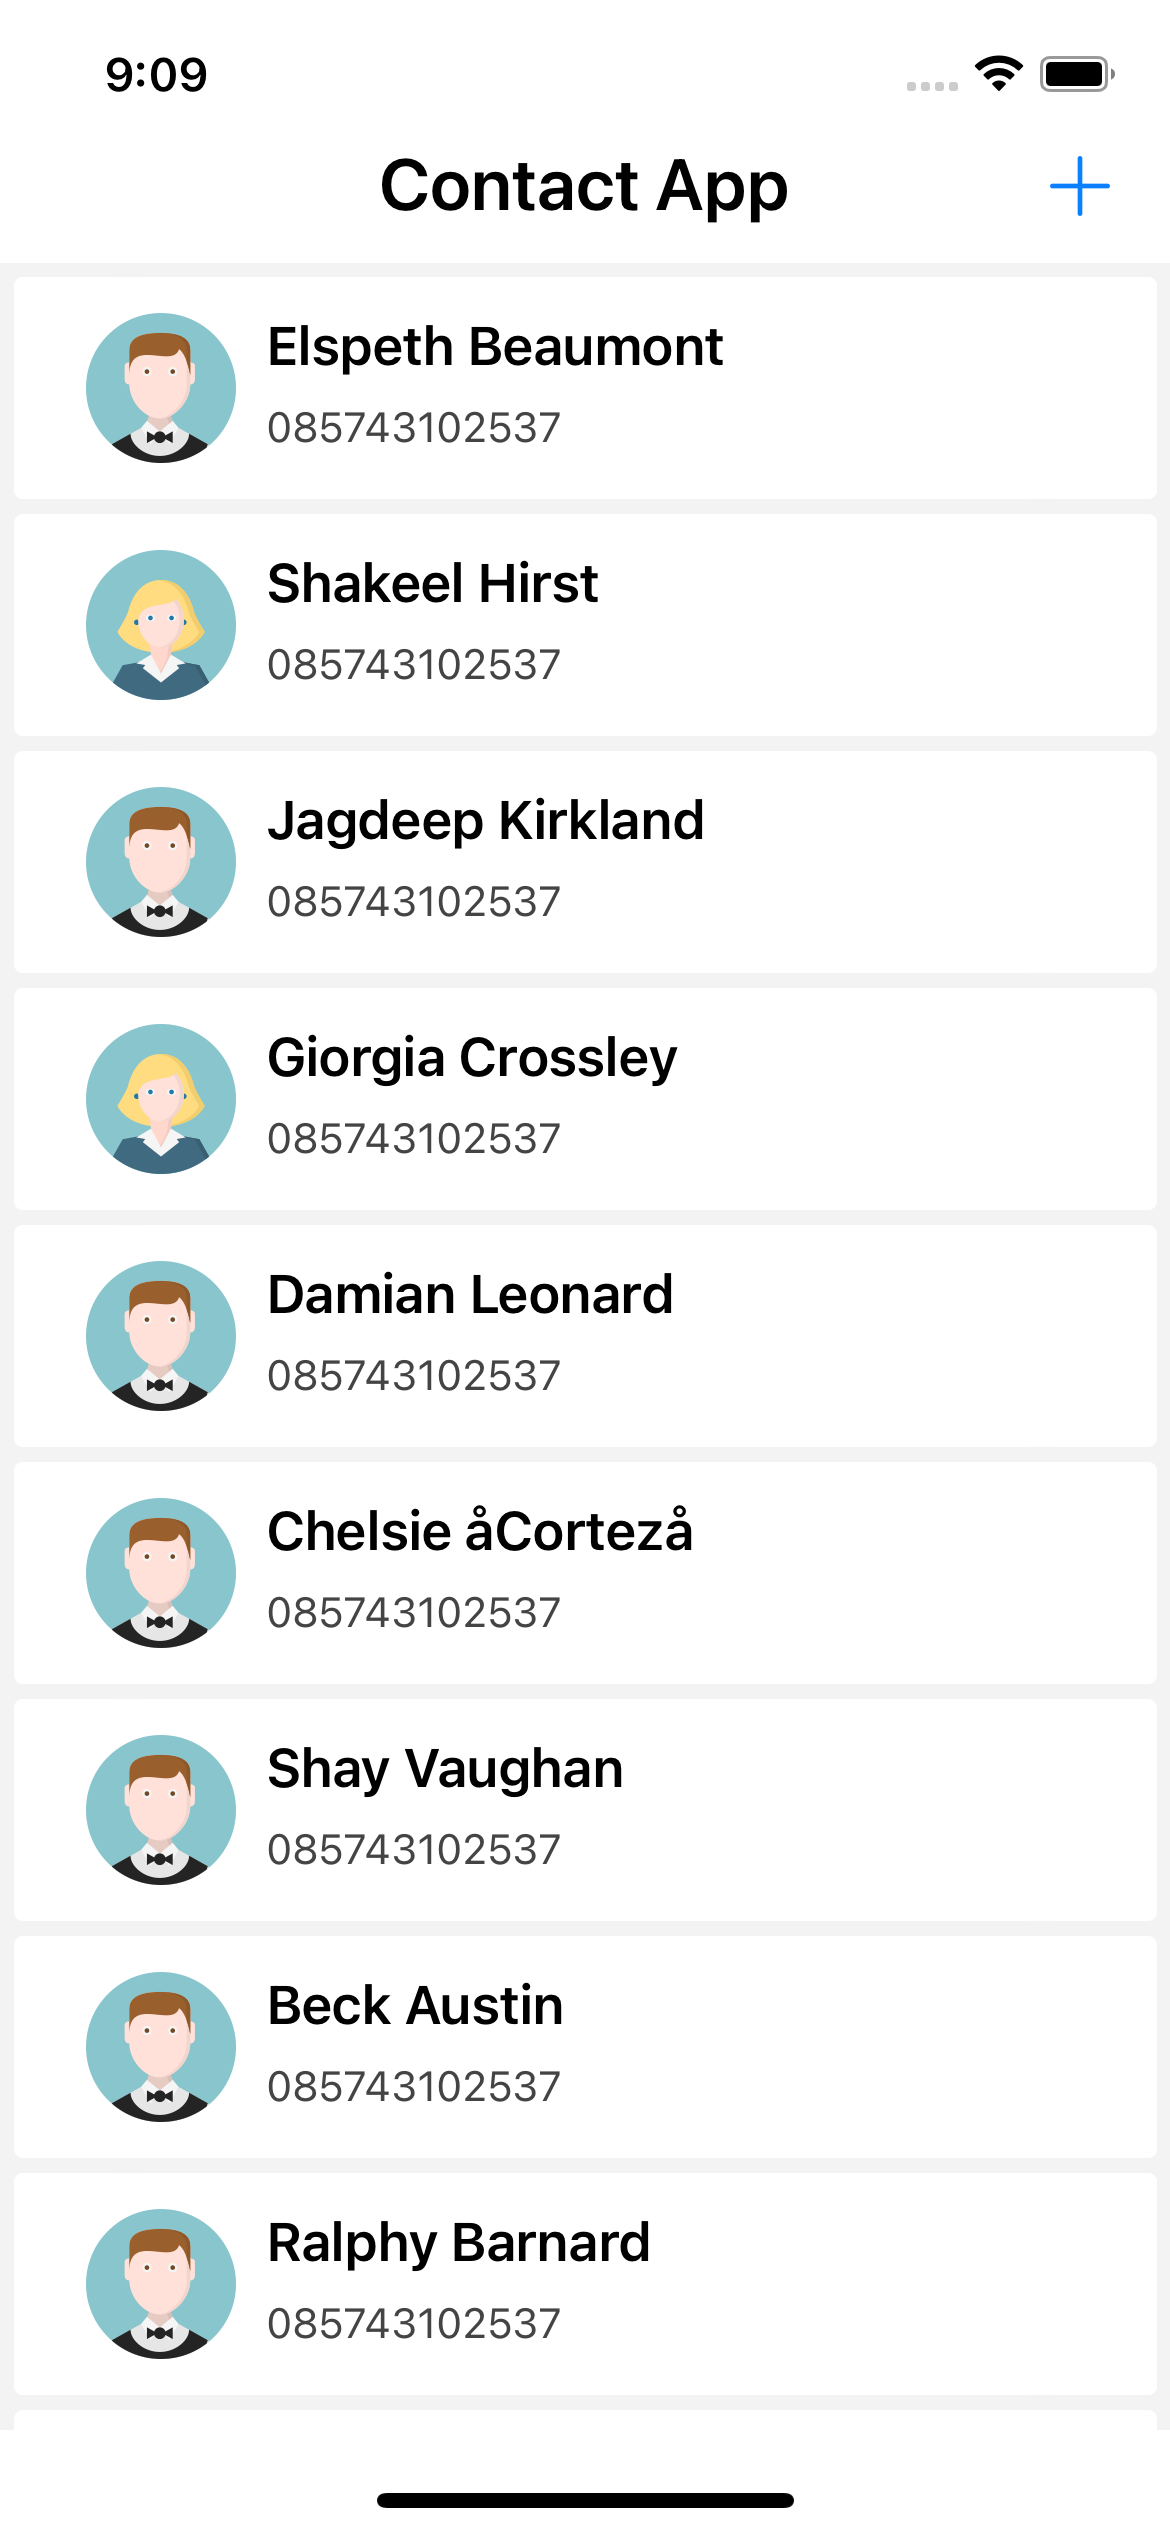 9:09
Contact App
Elspeth Beaumont
085743102537
Shakeel Hirst
085743102537
Jagdeep Kirkland
085743102537
Giorgia Crossley
085743102537
Damian Leonard
085743102537
Chelsie åCortezå
085743102537
Shay Vaughan
085743102537
Beck Austin
085743102537
Ralphy Barnard
085743102537